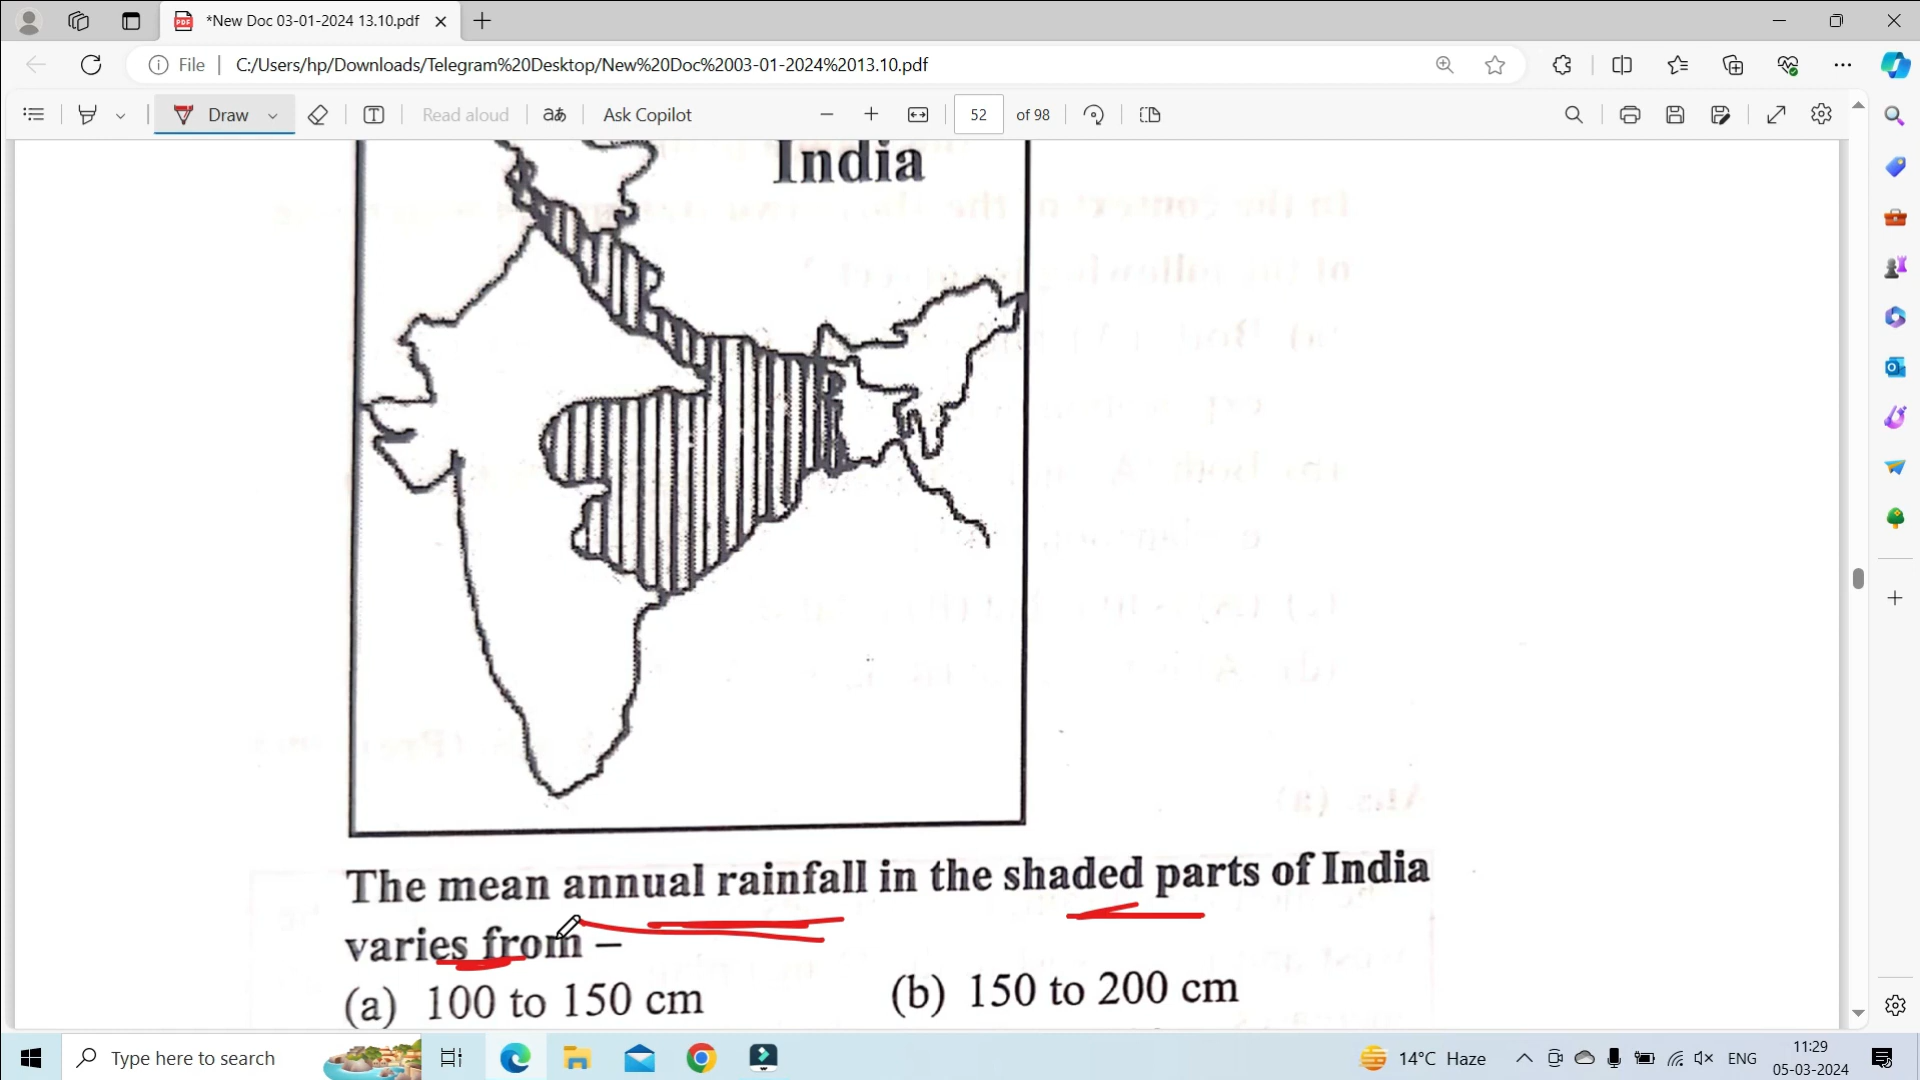 *New Doc 03-01-2024 13.10.pdf
File
C:/Users/hp/Downloads/Telegram%20Desktop/New%20Doc%2003-01-2024%2013.10.pdf
Draw
Read aloud
aあ
Ask Copilot
52
of 98
India
The mean annual rainfall in the shaded parts of India
varies from –
(a) 100 to 150 cm
(b) 150 to 200 cm
Type here to search
14°C Haze
ENG
11:29
05-03-2024